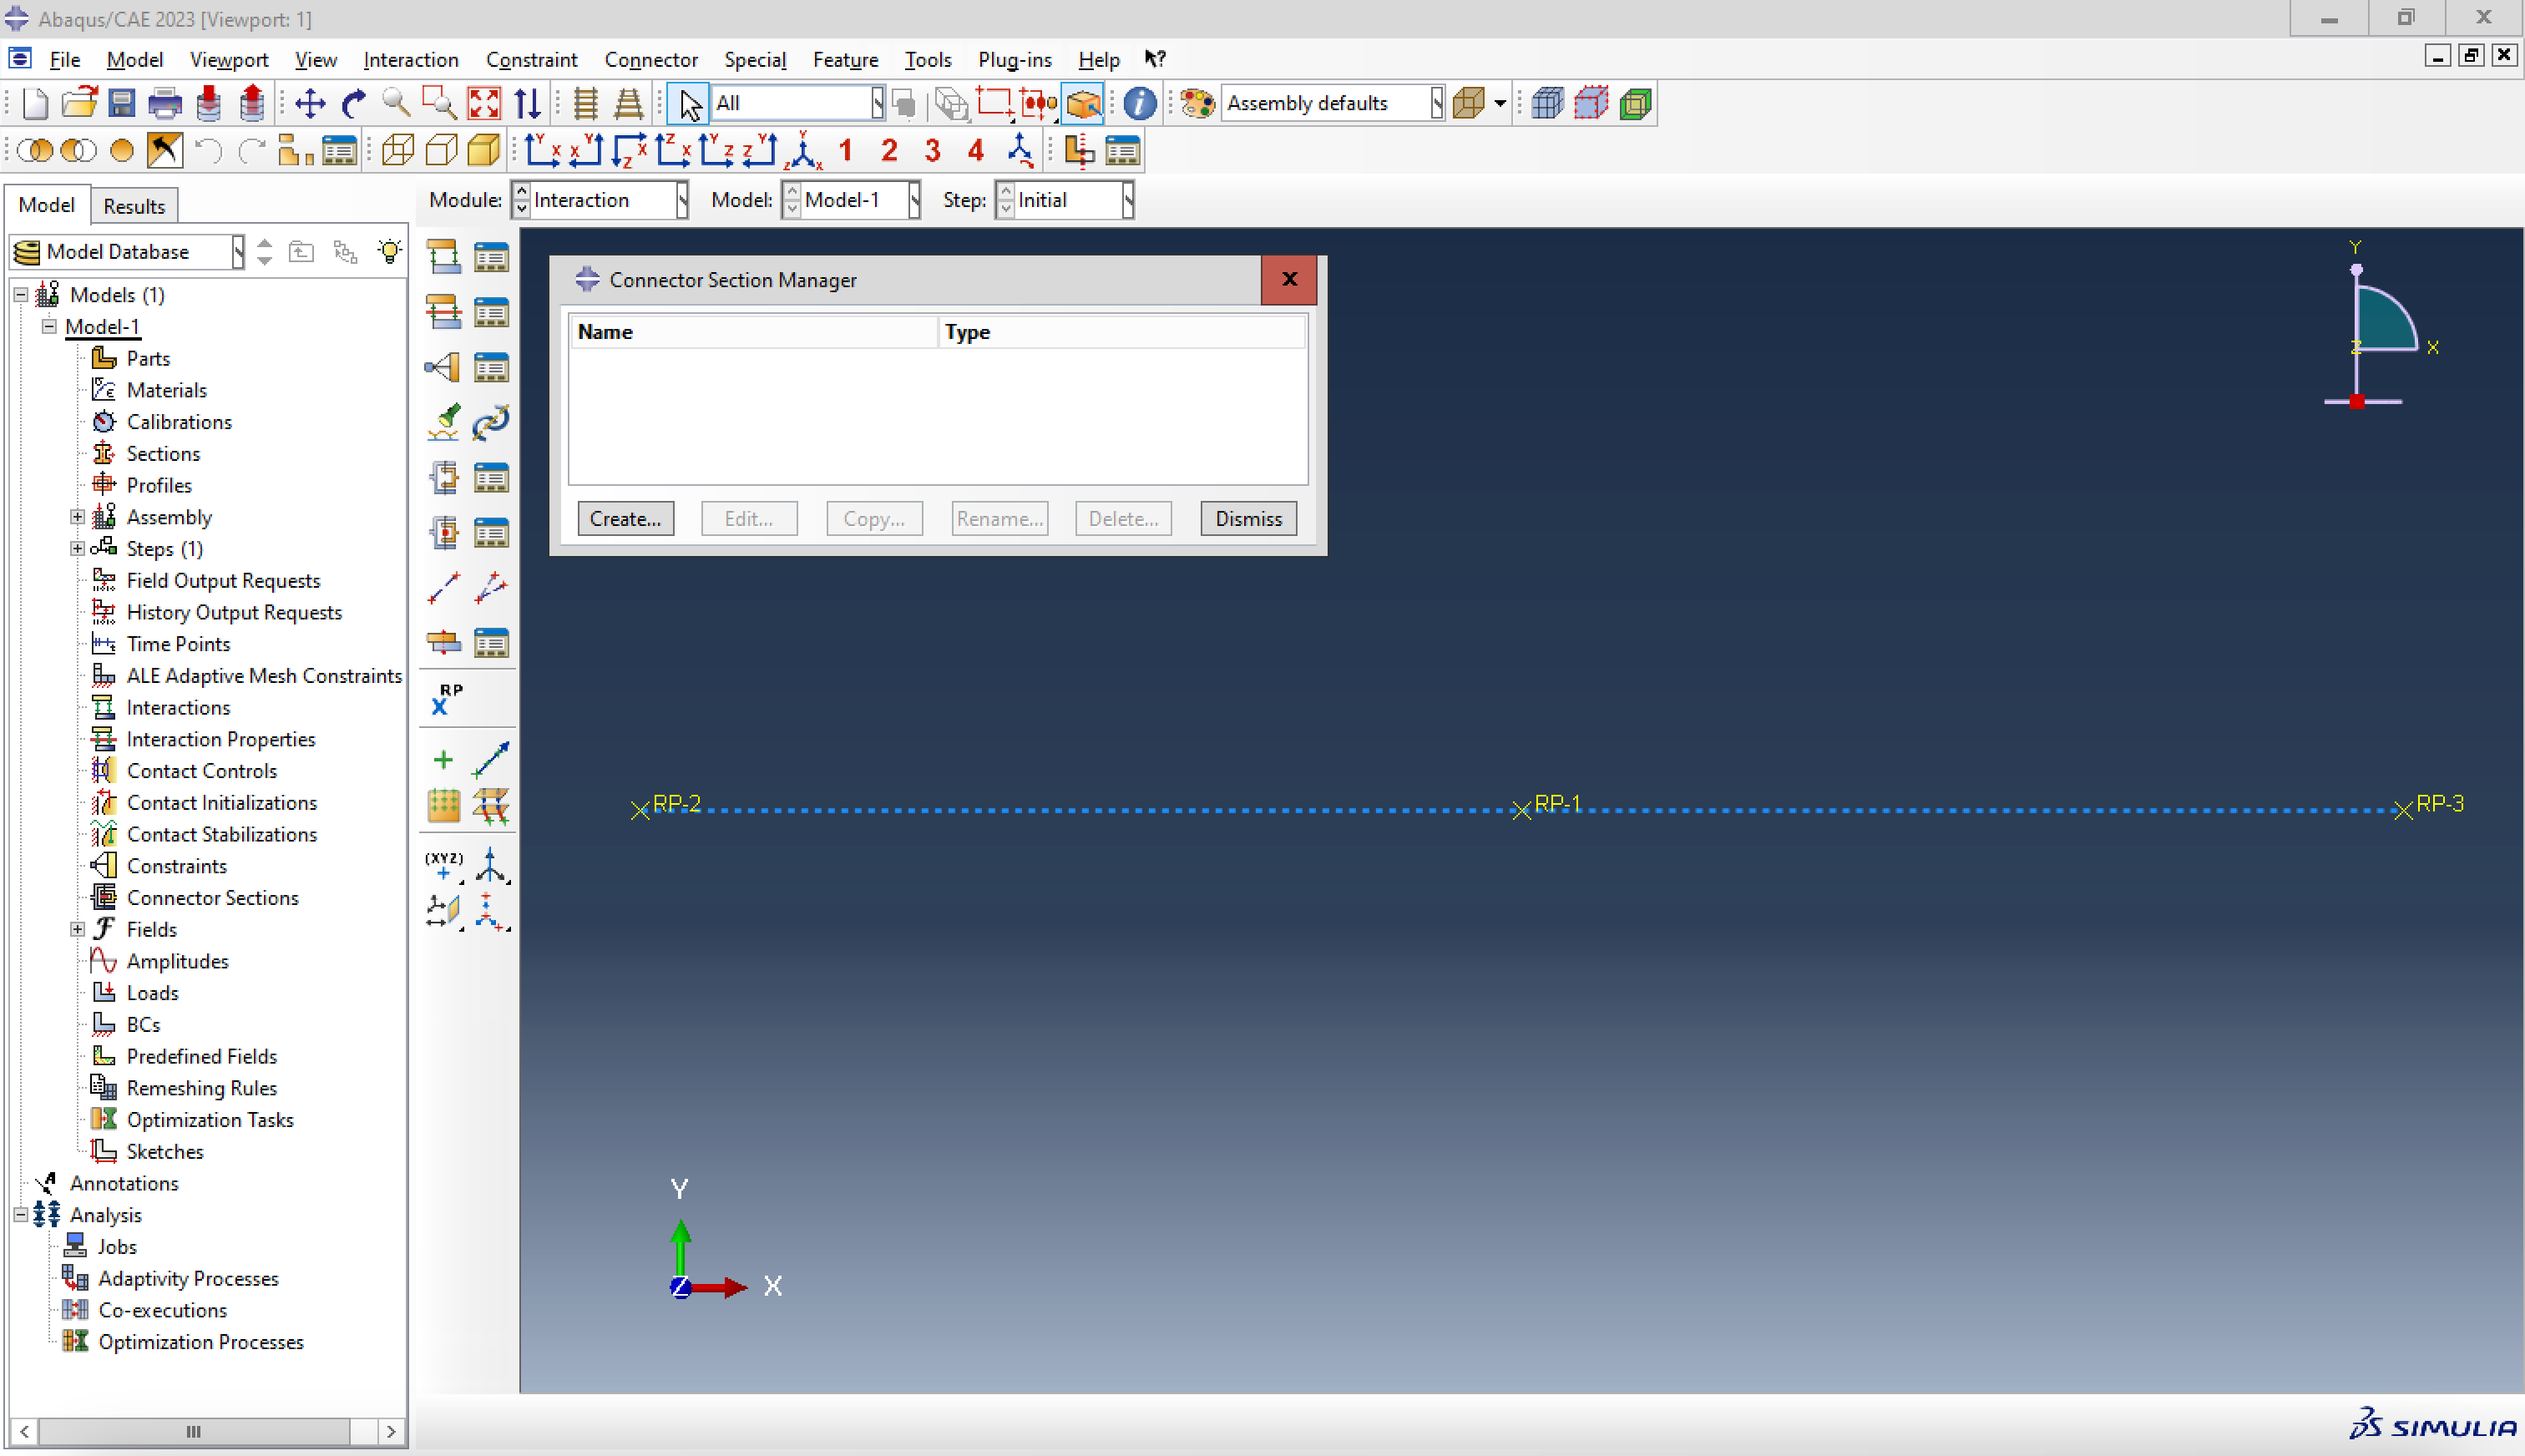 Abaqus/CAE 2023 [Viewport: 1]
File Model Viewport View Interaction Constraint Connector Special Feature Tools Plug-ins Help ?
All
Assembly defaults
1 2 3 4
Model Results
Module: Interaction Model: Model-1 Step: Initial
Model Database
Models (1)
Model-1
Parts
Materials
Calibrations
Sections
Profiles
Assembly
Steps (1)
Field Output Requests
History Output Requests
Time Points
ALE Adaptive Mesh Constraints
Interactions
Interaction Properties
Contact Controls
Contact Initializations
Contact Stabilizations
Constraints
Connector Sections
Fields
Amplitudes
Loads
BCs
Predefined Fields
Remeshing Rules
Optimization Tasks
Sketches
Annotations
Analysis
Jobs
Adaptivity Processes
Co-executions
Optimization Processes
RP
X
(XYZ)
Connector Section Manager
Name Type
Create... Edit... Copy... Rename... Delete... Dismiss
Y
Z X
RP-2 RP-1 RP-3
Y
Z X
SIMULIA